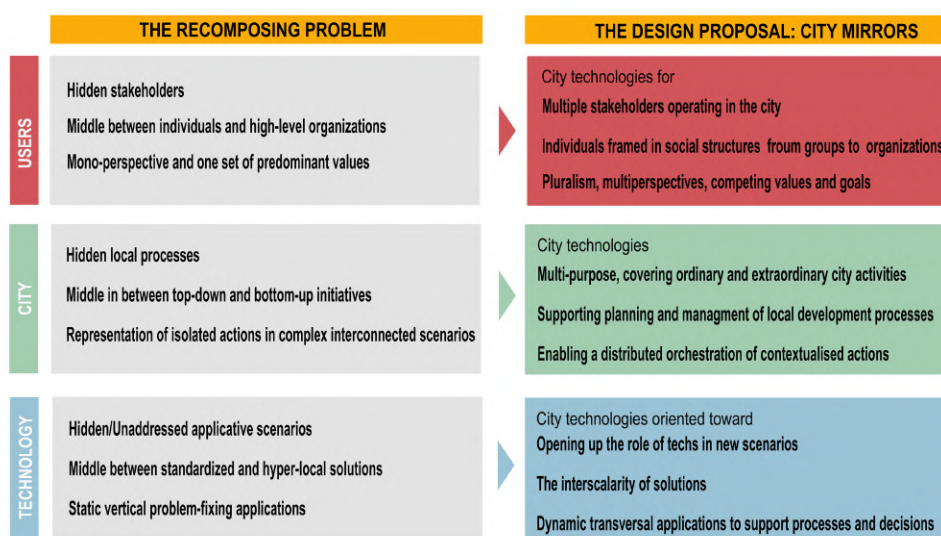 THE RECOMPOSING PROBLEM
THE DESIGN PROPOSAL: CITY MIRRORS
USERS
Hidden stakeholders
Middle between individuals and high-level organizations
Mono-perspective and one set of predominant values
City technologies for
Multiple stakeholders operating in the city
Individuals framed in social structures froum groups to organizations
Pluralism, multiperspectives, competing values and goals
CITY
Hidden local processes
Middle in between top-down and bottom-up initiatives
Representation of isolated actions in complex interconnected scenarios
City technologies
Multi-purpose, covering ordinary and extraordinary city activities
Supporting planning and managment of local development processes
Enabling a distributed orchestration of contextualised actions
TECHNOLOGY
Hidden/Unaddressed applicative scenarios
Middle between standardized and hyper-local solutions
Static vertical problem-fixing applications
City technologies oriented toward
Opening up the role of techs in new scenarios
The interscalarity of solutions
Dynamic transversal applications to support processes and decisions